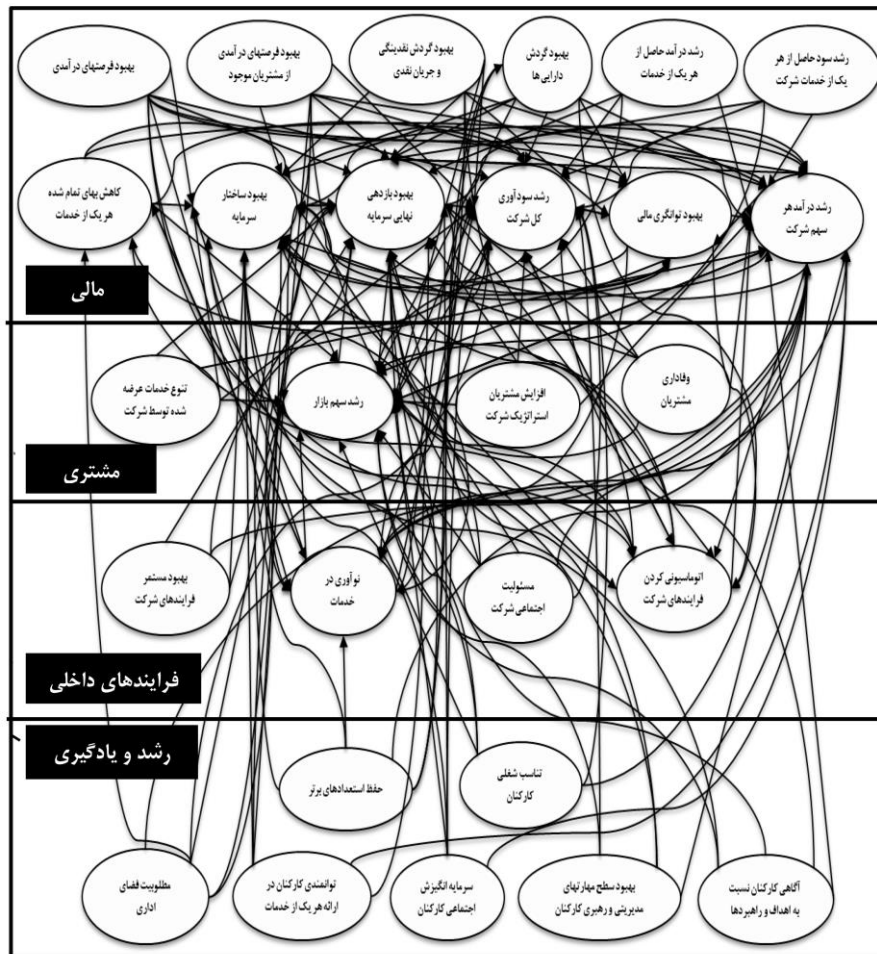 رشد سود حاصل از هر
یک از خدمات شرکت
رشد درآمد حاصل از
هر یک از خدمات
بهبود گردش
دارایی ها
بهبود گردش نقدینگی
و جریان نقدی
بهبود فرصتهای درآمدی
از مشتریان موجود
بهبود فرصتهای درآمدی
رشد درآمد هر
سهم شرکت
بهبود توانگری مالی
رشد سودآوری
کل شرکت
بهبود بازدهی
نهایی سرمایه
بهبود ساختار
سرمایه
کاهش بهای تمام شده
هر یک از خدمات
مالی
وفاداری
مشتریان
افزایش مشتریان
استراتژیک شرکت
رشد سهم بازار
تنوع خدمات عرضه
شده توسط شرکت
مشتری
اتوماسیونی کردن
فرایندهای شرکت
مسئولیت
اجتماعی شرکت
نوآوری در
خدمات
بهبود مستمر
فرایندهای شرکت
فرایندهای داخلی
رشد و یادگیری
تناسب شغلی
کارکنان
حفظ استعدادهای برتر
آگاهی کارکنان نسبت
به اهداف و راهبردها
بهبود سطح مهارتهای
مدیریتی و رهبری کارکنان
سرمایه انگیزش
اجتماعی کارکنان
توانمندی کارکنان در
ارائه هر یک از خدمات
مطلوبیت فضای
اداری